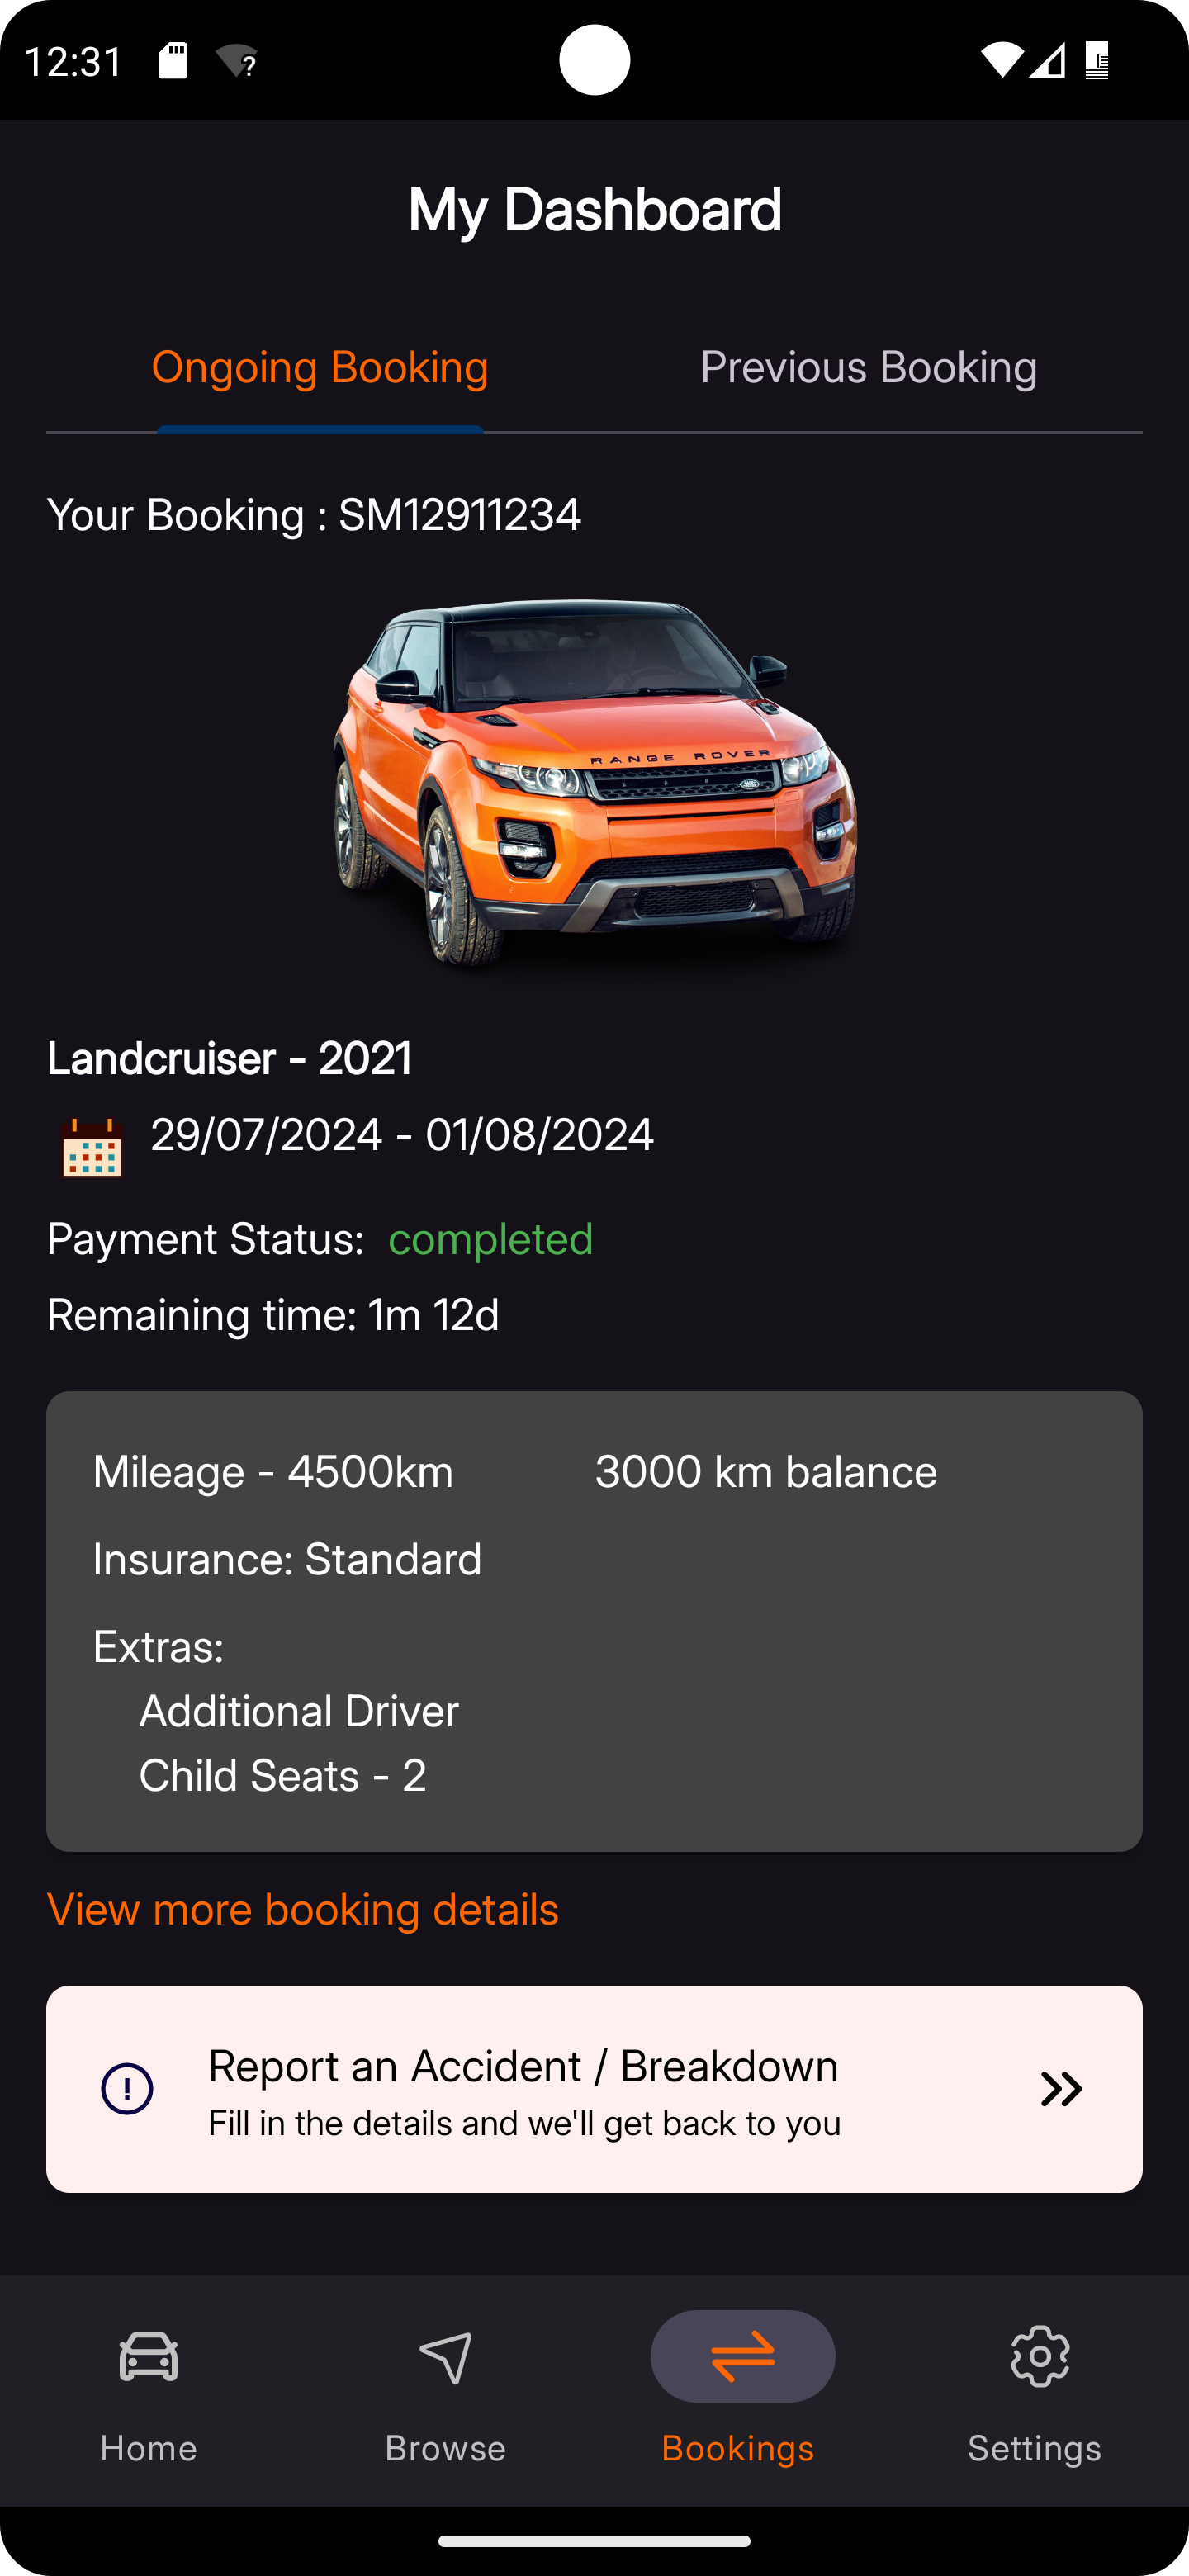 12:31
My Dashboard
Ongoing Booking
Previous Booking
Your Booking : SM12911234
RANGE ROVER
Landcruiser - 2021
29/07/2024 - 01/08/2024
Payment Status: completed
Remaining time: 1m 12d
Mileage - 4500km
3000 km balance
Insurance: Standard
Extras:
Additional Driver
Child Seats - 2
View more booking details
Report an Accident / Breakdown
Fill in the details and we'll get back to you
Home
Browse
Bookings
Settings